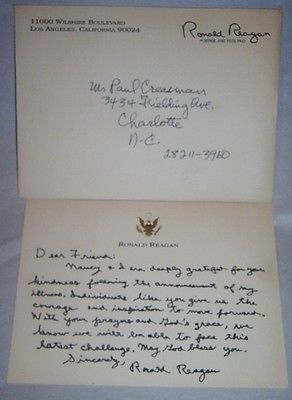 11000 Wilshire Boulevard
Los Angeles, California 90024
Ronald Reagan
POSTAGE AND FEES PAID
Mr Paul Creasman
3434 Fielding Ave.
Charlotte
N.C.
28211-3960
Ronald Reagan
Dear Friend:
Nancy & I are deeply grateful for your
kindness following the announcement of my
illness. Individuals like you give us the
courage and inspiration to move forward.
With your prayers and God's grace, we
know we will be able to face this
latest challenge. May God bless you.
Sincerely,
Ronald Reagan